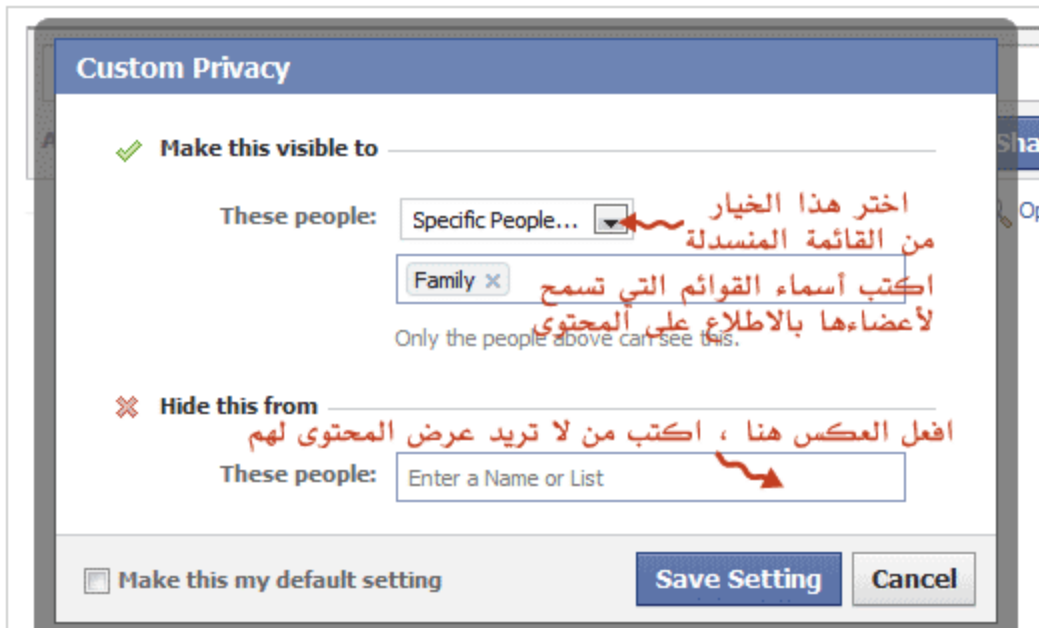 Custom Privacy
Make this visible to
Sha
These people: Specific People...
اختر هذا الخيار
من القائمة المنسدلة
Op
Family
اكتب أسماء القوائم التي تسمح
لأعضاءها بالاطلاع على المحتوى
Only the people above can see this.
Hide this from
افعل العكس هنا ، اكتب من لا تريد عرض المحتوى لهم
These people: Enter a Name or List
Make this my default setting
Save Setting Cancel